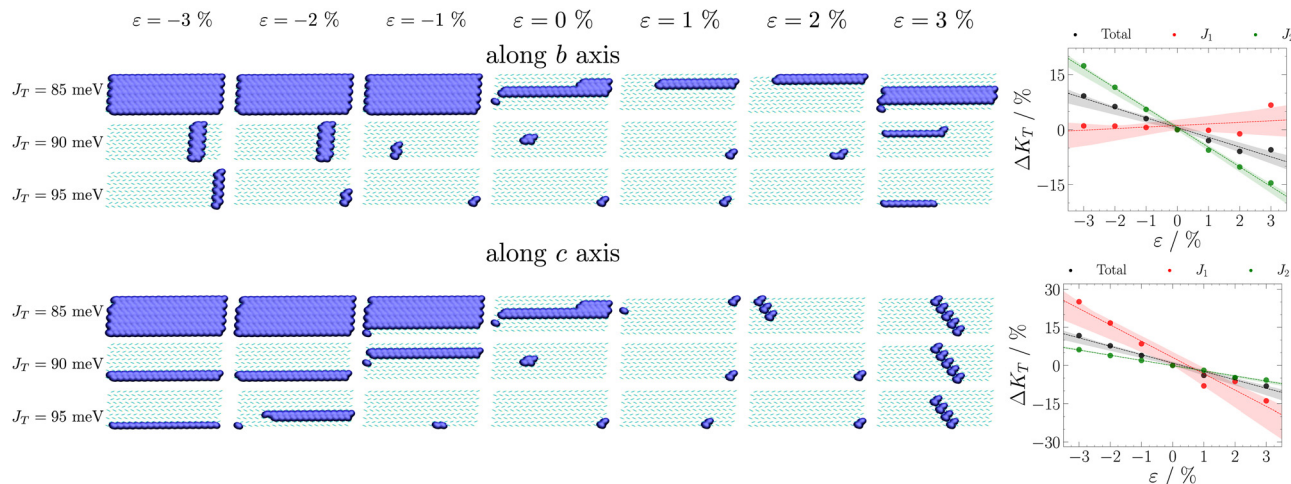 ε = −3 % ε = −2 % ε = −1 % ε = 0 % ε = 1 % ε = 2 % ε = 3 %
along b axis
J_T = 85 meV
J_T = 90 meV
J_T = 95 meV
Total J_1 J_2
15
0
−15
ΔK_T / %
−3 −2 −1 0 1 2 3
ε / %
along c axis
J_T = 85 meV
J_T = 90 meV
J_T = 95 meV
Total J_1 J_2
30
15
0
−15
−30
ΔK_T / %
−3 −2 −1 0 1 2 3
ε / %